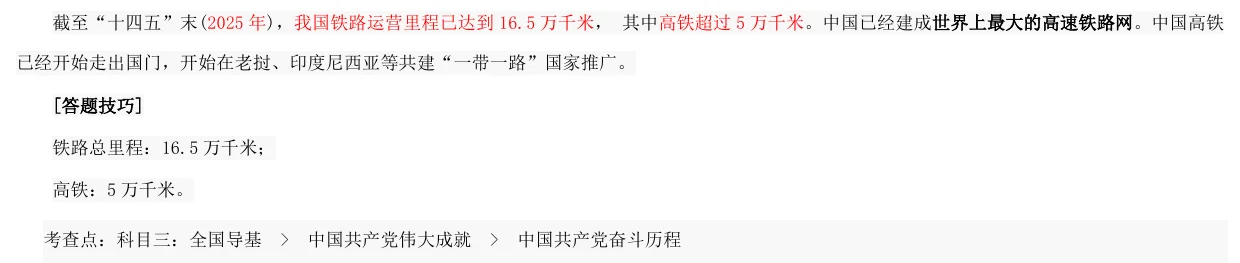 截至“十四五”末(2025 年)，我国铁路运营里程已达到 16.5 万千米， 其中高铁超过 5 万千米。中国已经建成世界上最大的高速铁路网。中国高铁
已经开始走出国门，开始在老挝、印度尼西亚等共建“一带一路”国家推广。
[答题技巧]
铁路总里程：16.5 万千米；
高铁：5 万千米。
考查点：科目三：全国导基 > 中国共产党伟大成就 > 中国共产党奋斗历程